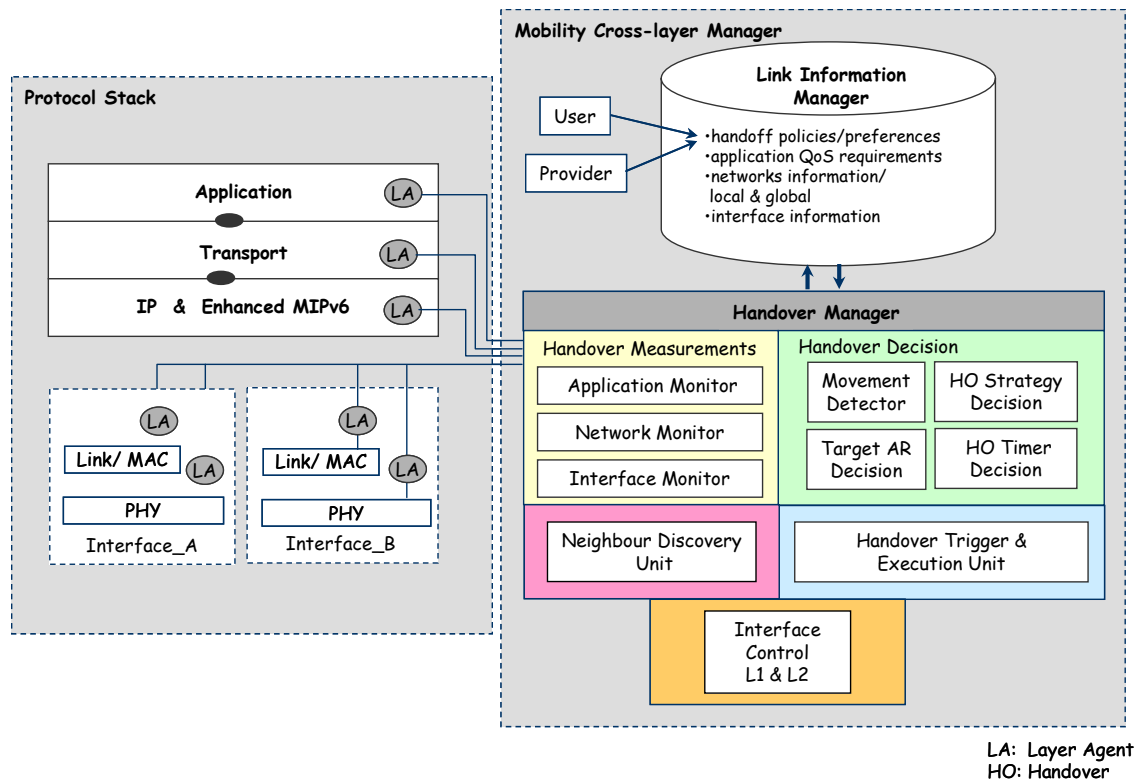 Mobility Cross-layer Manager
Protocol Stack
Application
LA
Transport
LA
IP & Enhanced MIPv6
LA
LA
Link/ MAC
LA
PHY
Interface_A
LA
Link/ MAC
LA
PHY
Interface_B
User
Provider
Link Information
Manager
•handoff policies/preferences
•application QoS requirements
•networks information/
local & global
•interface information
Handover Manager
Handover Measurements
Application Monitor
Network Monitor
Interface Monitor
Handover Decision
Movement
Detector
HO Strategy
Decision
Target AR
Decision
HO Timer
Decision
Neighbour Discovery
Unit
Handover Trigger &
Execution Unit
Interface
Control
L1 & L2
LA: Layer Agent
HO: Handover